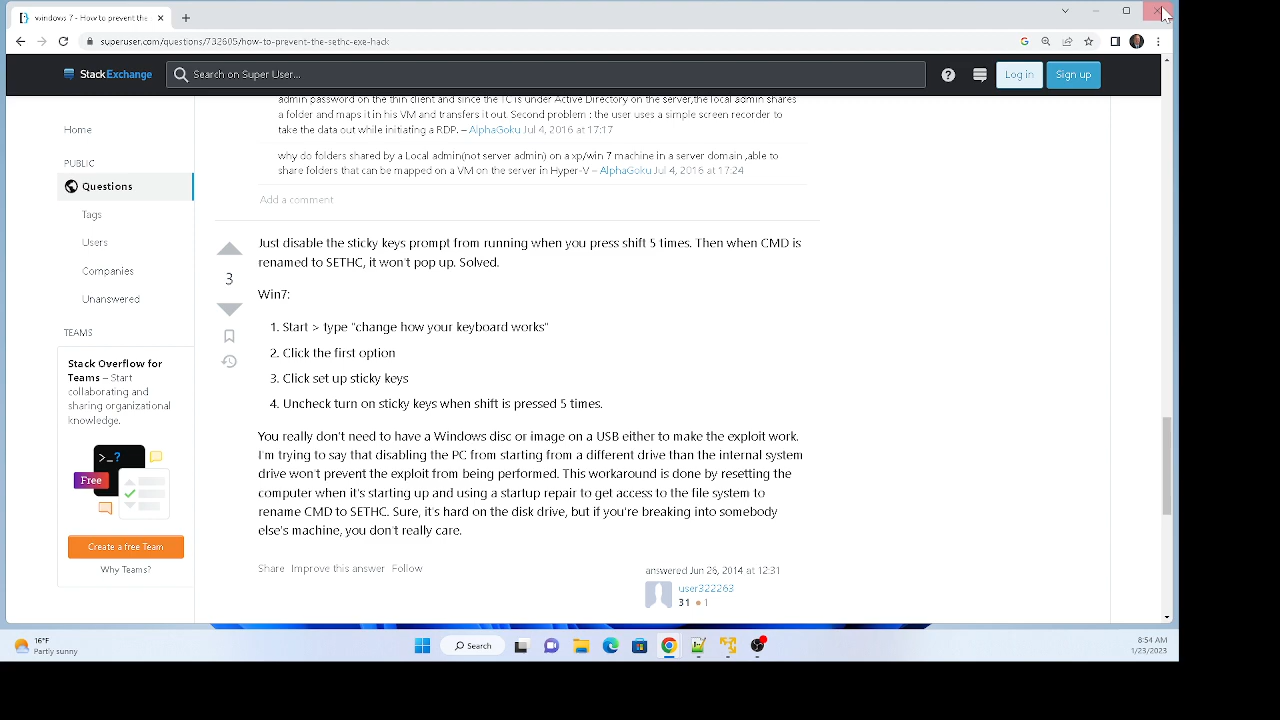 windows 7 - How to prevent the
superuser.com/questions/732605/how-to-prevent-the-sethc-exe-hack
StackExchange
Search on Super User...
Log in
Sign up
admin password on the thin client and since the TC is under Active Directory on the server,the local admin shares
a folder and maps it in his VM and transfers it out. Second problem : the user uses a simple screen recorder to
take the data out while initiating a RDP. – AlphaGoku Jul 4, 2016 at 17:17
why do folders shared by a Local admin(not server admin) on a xp/win 7 machine in a server domain ,able to
share folders that can be mapped on a VM on the server in Hyper-V – AlphaGoku Jul 4, 2016 at 17:24
Add a comment
Home
PUBLIC
Questions
Tags
Users
Companies
Unanswered
TEAMS
Stack Overflow for
Teams – Start
collaborating and
sharing organizational
knowledge.
>_?
Free
Create a free Team
Why Teams?
3
Just disable the sticky keys prompt from running when you press shift 5 times. Then when CMD is
renamed to SETHC, it won't pop up. Solved.
Win7:
1. Start > type "change how your keyboard works"
2. Click the first option
3. Click set up sticky keys
4. Uncheck turn on sticky keys when shift is pressed 5 times.
You really don't need to have a Windows disc or image on a USB either to make the exploit work.
I'm trying to say that disabling the PC from starting from a different drive than the internal system
drive won't prevent the exploit from being performed. This workaround is done by resetting the
computer when it's starting up and using a startup repair to get access to the file system to
rename CMD to SETHC. Sure, it's hard on the disk drive, but if you're breaking into somebody
else's machine, you don't really care.
Share Improve this answer Follow
answered Jun 26, 2014 at 12:31
user322263
31 1
16°F
Partly sunny
Search
8:54 AM
1/23/2023